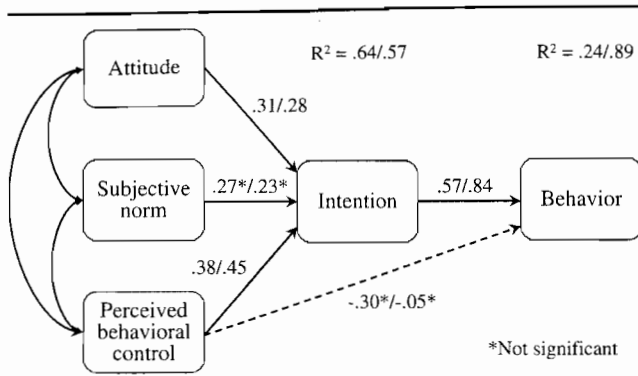 R² = .64/.57
R² = .24/.89
Attitude
.31/.28
Subjective
norm
.27*/.23*
Intention
.57/.84
Behavior
.38/.45
Perceived
behavioral
control
-.30*/-.05*
*Not significant